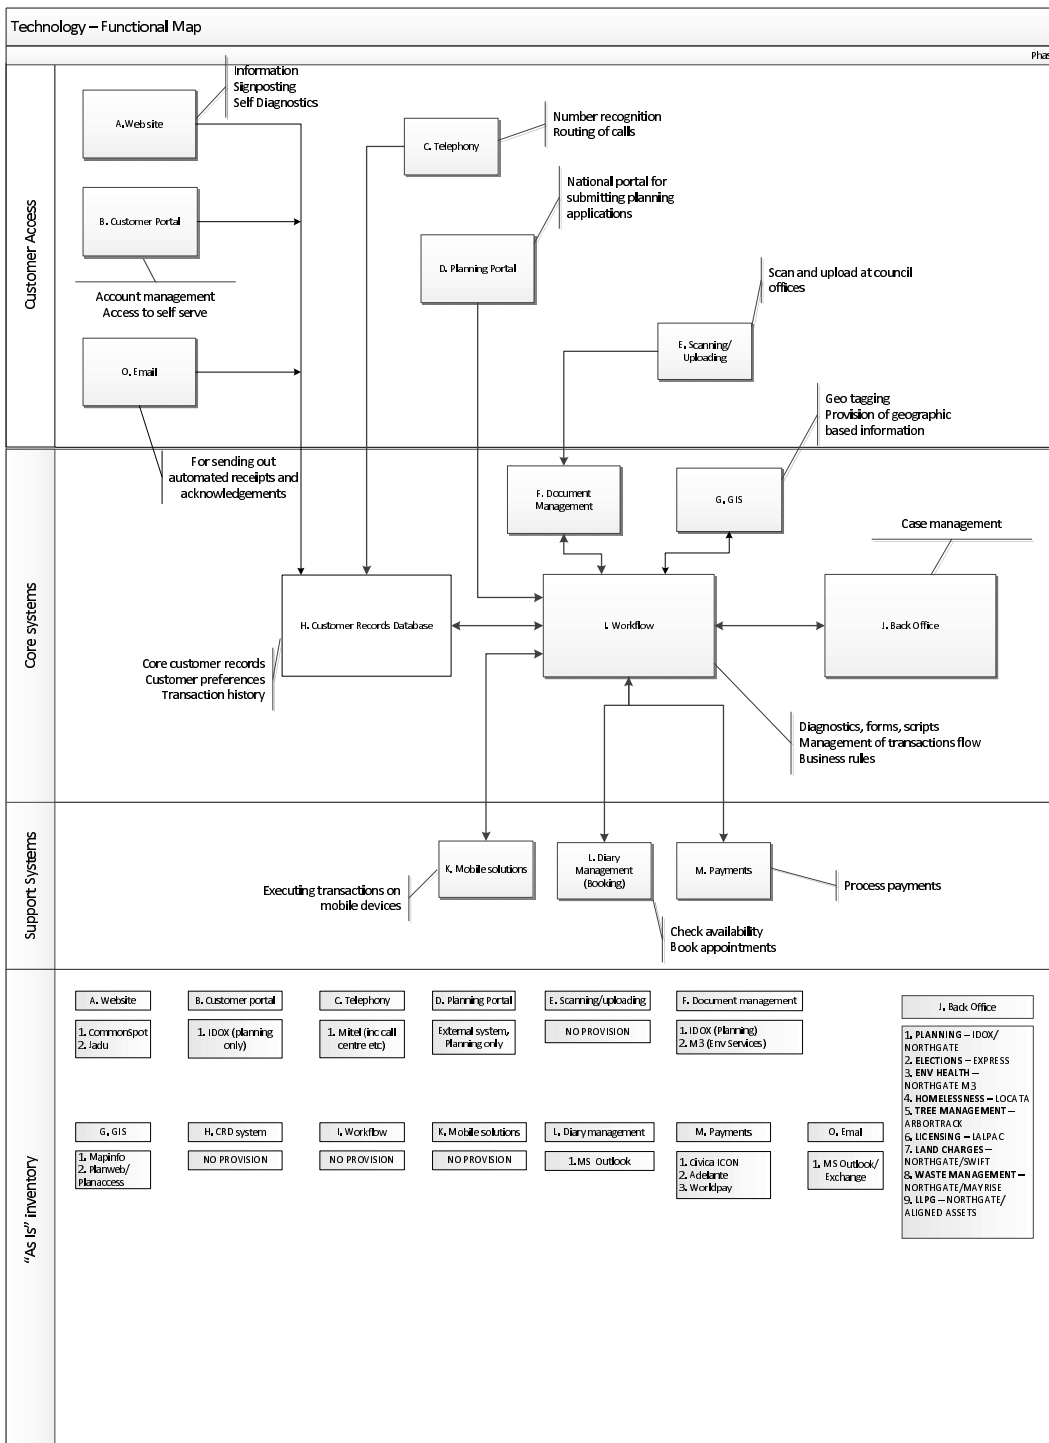 Technology – Functional Map
Phas
Customer Access
Information
Signposting
Self Diagnostics
A. Website
Number recognition
Routing of calls
C. Telephony
National portal for
submitting planning
applications
B. Customer Portal
D. Planning Portal
Account management
Access to self serve
Scan and upload at council
offices
E. Scanning/
Uploading
O. Email
Geo tagging
Provision of geographic
based information
For sending out
automated receipts and
acknowledgements
Core systems
F. Document
Management
G. GIS
Case management
H. Customer Records Database
I. Workflow
J. Back Office
Core customer records
Customer preferences
Transaction history
Diagnostics, forms, scripts
Management of transactions flow
Business rules
Support Systems
K. Mobile solutions
L. Diary
Management
(Booking)
M. Payments
Executing transactions on
mobile devices
Process payments
Check availability
Book appointments
"As Is" inventory
A. Website
1. CommonSpot
2. Jadu
B. Customer portal
1. IDOX (planning
only)
C. Telephony
1. Mitel (inc call
centre etc)
D. Planning Portal
External system,
Planning only
E. Scanning/uploading
NO PROVISION
F. Document management
1. IDOX (Planning)
2. M3 (Env Services)
J. Back Office
1. PLANNING – IDOX/
NORTHGATE
2. ELECTIONS – EXPRESS
3. ENV HEALTH –
NORTHGATE M3
4. HOMELESSNESS – LOCATA
5. TREE MANAGEMENT –
ARBORTRACK
6. LICENSING – LALPAC
7. LAND CHARGES –
NORTHGATE/SWIFT
8. WASTE MANAGEMENT –
NORTHGATE/MAYRISE
9. LLPG – NORTHGATE/
ALIGNED ASSETS
G. GIS
1. Mapinfo
2. Planweb/
Planaccess
H. CRD system
NO PROVISION
I. Workflow
NO PROVISION
K. Mobile solutions
NO PROVISION
L. Diary management
1. MS Outlook
M. Payments
1. Civica ICON
2. Adelante
3. Worldpay
O. Email
1. MS Outlook/
Exchange